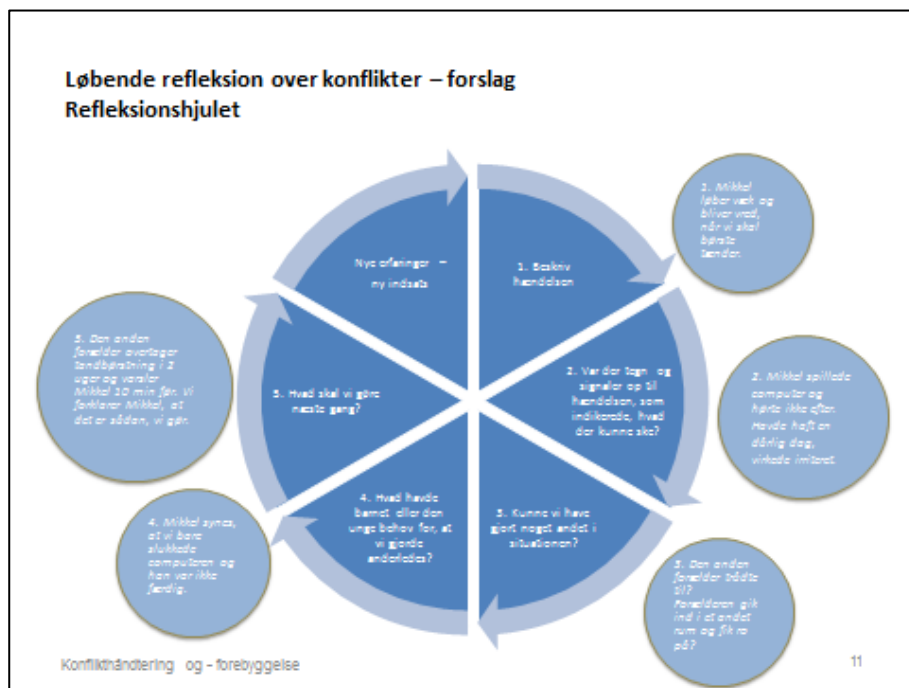 Løbende refleksion over konflikter – forslag
Refleksionshjulet
1. Mikkel
løber væk og
bliver vred,
når vi skal
børste
tænder.
Nye erfaringer –
ny indsats
1. Beskriv
hændelsen
5. Den anden
forælder overtager
tandbørstning i 2
uger og varsler
Mikkel 10 min før. Vi
forklarer Mikkel, at
det er sådan, vi gør.
5. Hvad skal vi gøre
næste gang?
2. Var der tegn og
signaler op til
hændelsen, som
indikerede, hvad
der kunne ske?
2. Mikkel spillede
computer og
hørte ikke efter.
Havde haft en
dårlig dag,
virkede irriteret.
4. Hvad havde
barnet eller den
unge behov for, at
vi gjorde
anderledes?
3. Kunne vi have
gjort noget andet i
situationen?
4. Mikkel synes,
at vi bare
slukkede
computeren og
han var ikke
færdig.
3. Den anden
forælder trådte
til?
Forælderen gik
ind i et andet
rum og fik ro
på?
Konflikthåndtering og - forebyggelse
11